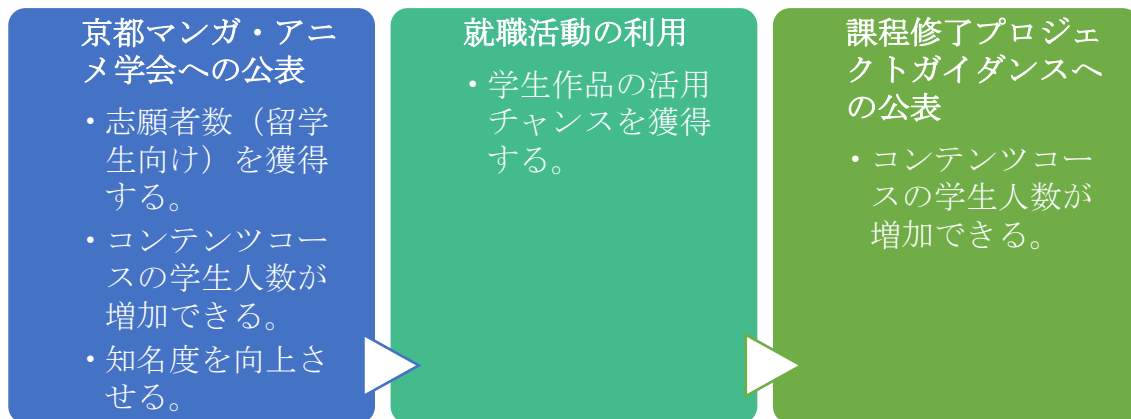 京都マンガ・アニ
メ学会への公表
・志願者数（留学
生向け）を獲得
する。
・コンテンツコー
スの学生人数が
増加できる。
・知名度を向上さ
せる。
就職活動の利用
・学生作品の活用
チャンスを獲得
する。
課程修了プロジェ
クトガイダンスへ
の公表
・コンテンツコー
スの学生人数が
増加できる。